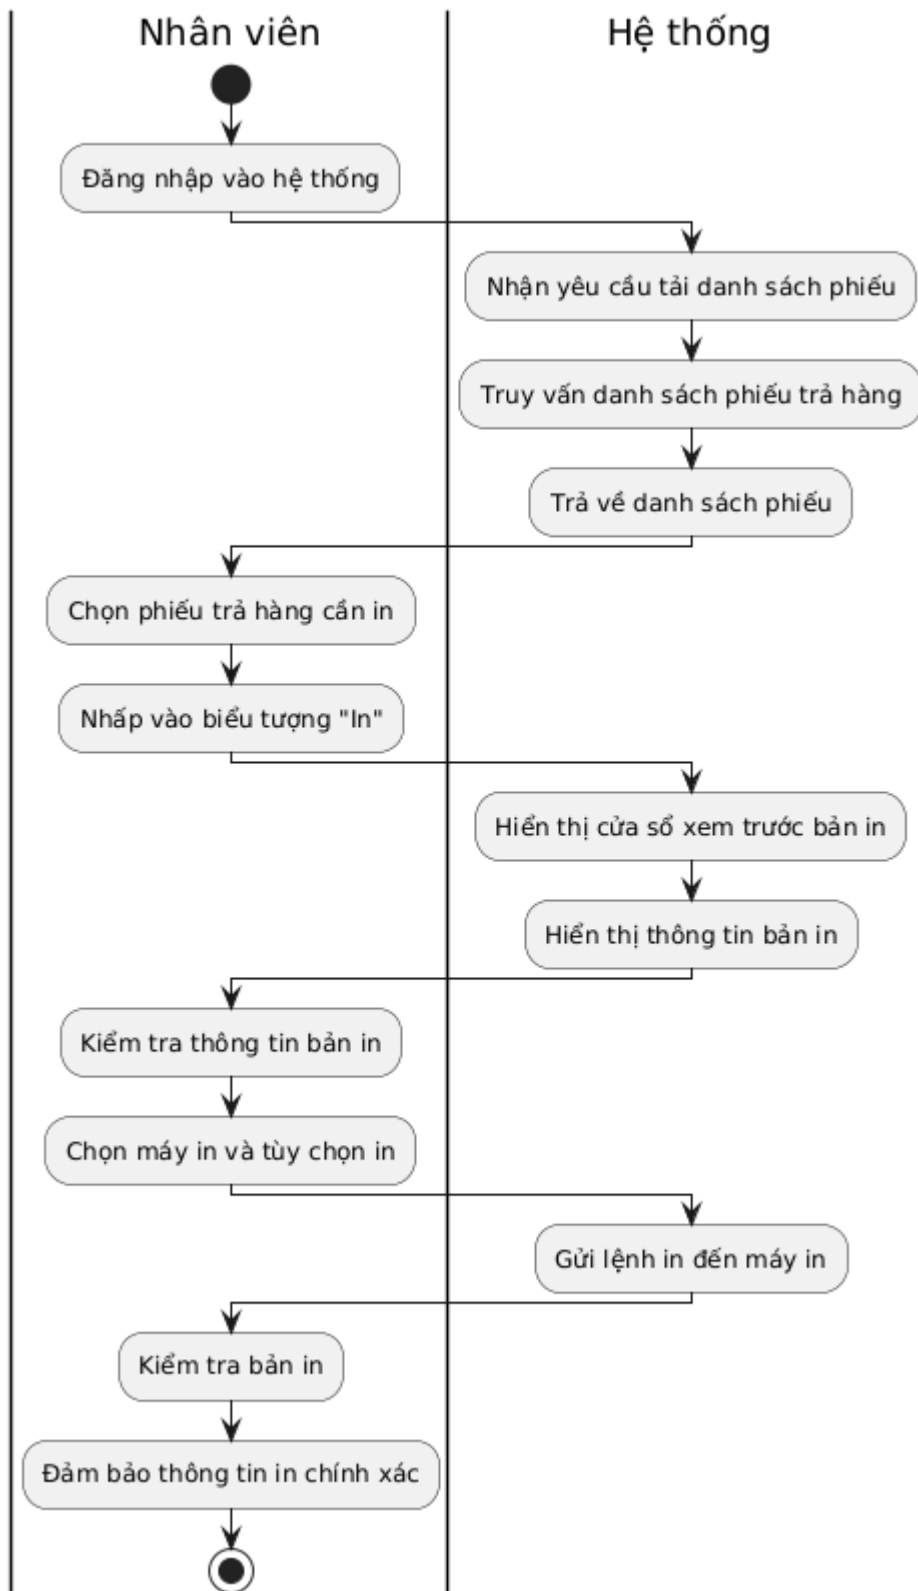 Nhân viên
Hệ thống
Đăng nhập vào hệ thống
Nhận yêu cầu tải danh sách phiếu
Truy vấn danh sách phiếu trả hàng
Trả về danh sách phiếu
Chọn phiếu trả hàng cần in
Nhấp vào biểu tượng "In"
Hiển thị cửa sổ xem trước bản in
Hiển thị thông tin bản in
Kiểm tra thông tin bản in
Chọn máy in và tùy chọn in
Gửi lệnh in đến máy in
Kiểm tra bản in
Đảm bảo thông tin in chính xác